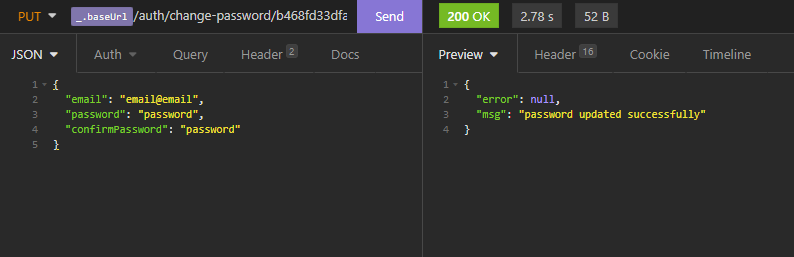 PUT _.baseUrl /auth/change-password/b468fd33dfa Send 200 OK 2.78 s 52 B
JSON Auth Query Header 2 Docs Preview Header 16 Cookie Timeline
1 {
2 "email": "email@email",
3 "password": "password",
4 "confirmPassword": "password"
5 }
1 {
2 "error": null,
3 "msg": "password updated successfully"
4 }